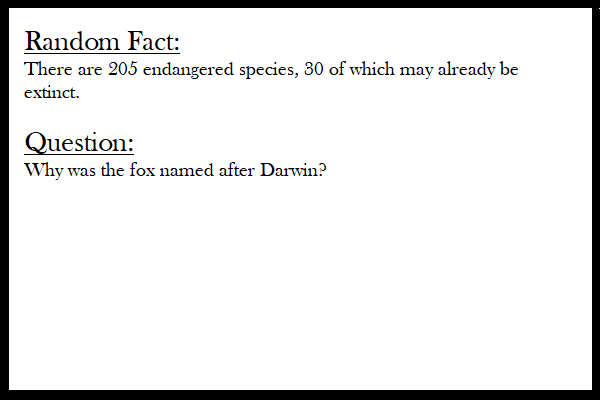 Random Fact:
There are 205 endangered species, 30 of which may already be
extinct.
Question:
Why was the fox named after Darwin?